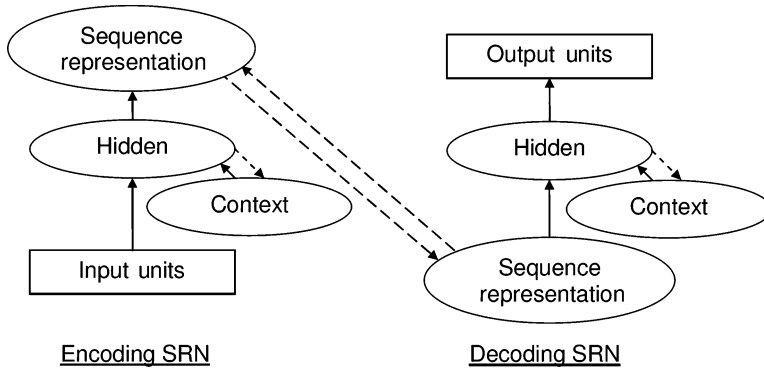 Sequence
representation
Hidden
Context
Input units
Encoding SRN
Output units
Hidden
Context
Sequence
representation
Decoding SRN